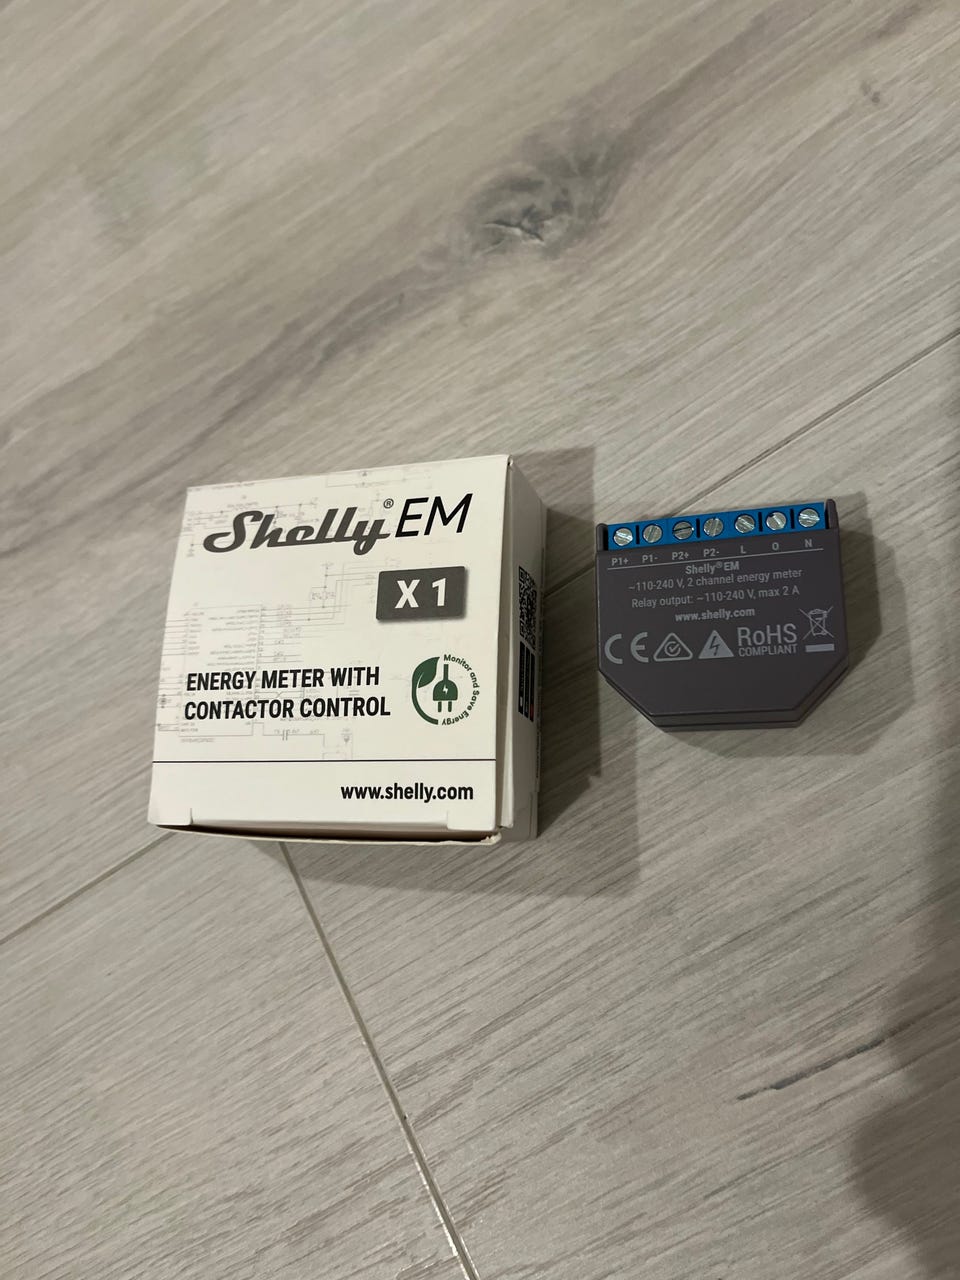 Shelly® EM
X 1
ENERGY METER WITH
CONTACTOR CONTROL
Monitor and Save Energy
www.shelly.com
P1+ P1- P2+ P2- L O N
Shelly® EM
~110-240 V, 2 channel energy meter
Relay output: ~110-240 V, max 2 A
www.shelly.com
CE RoHS
COMPLIANT